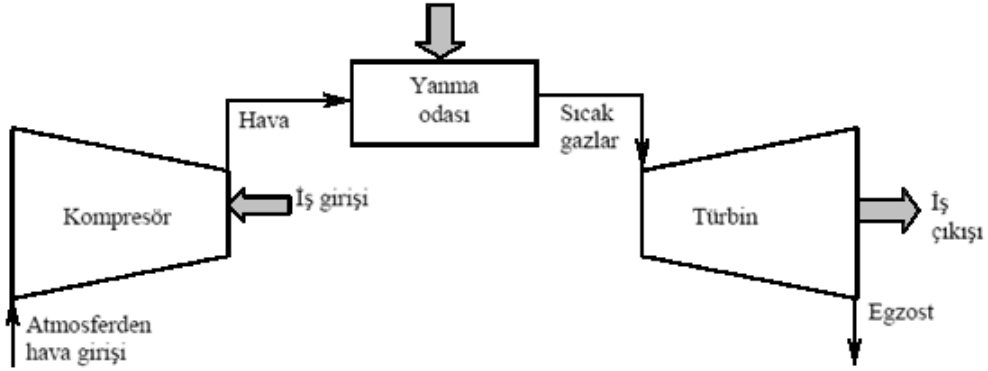 Yanma
odası
Hava
Sıcak
gazlar
Kompresör
İş girişi
Türbin
İş
çıkışı
Atmosferden
hava girişi
Egzost